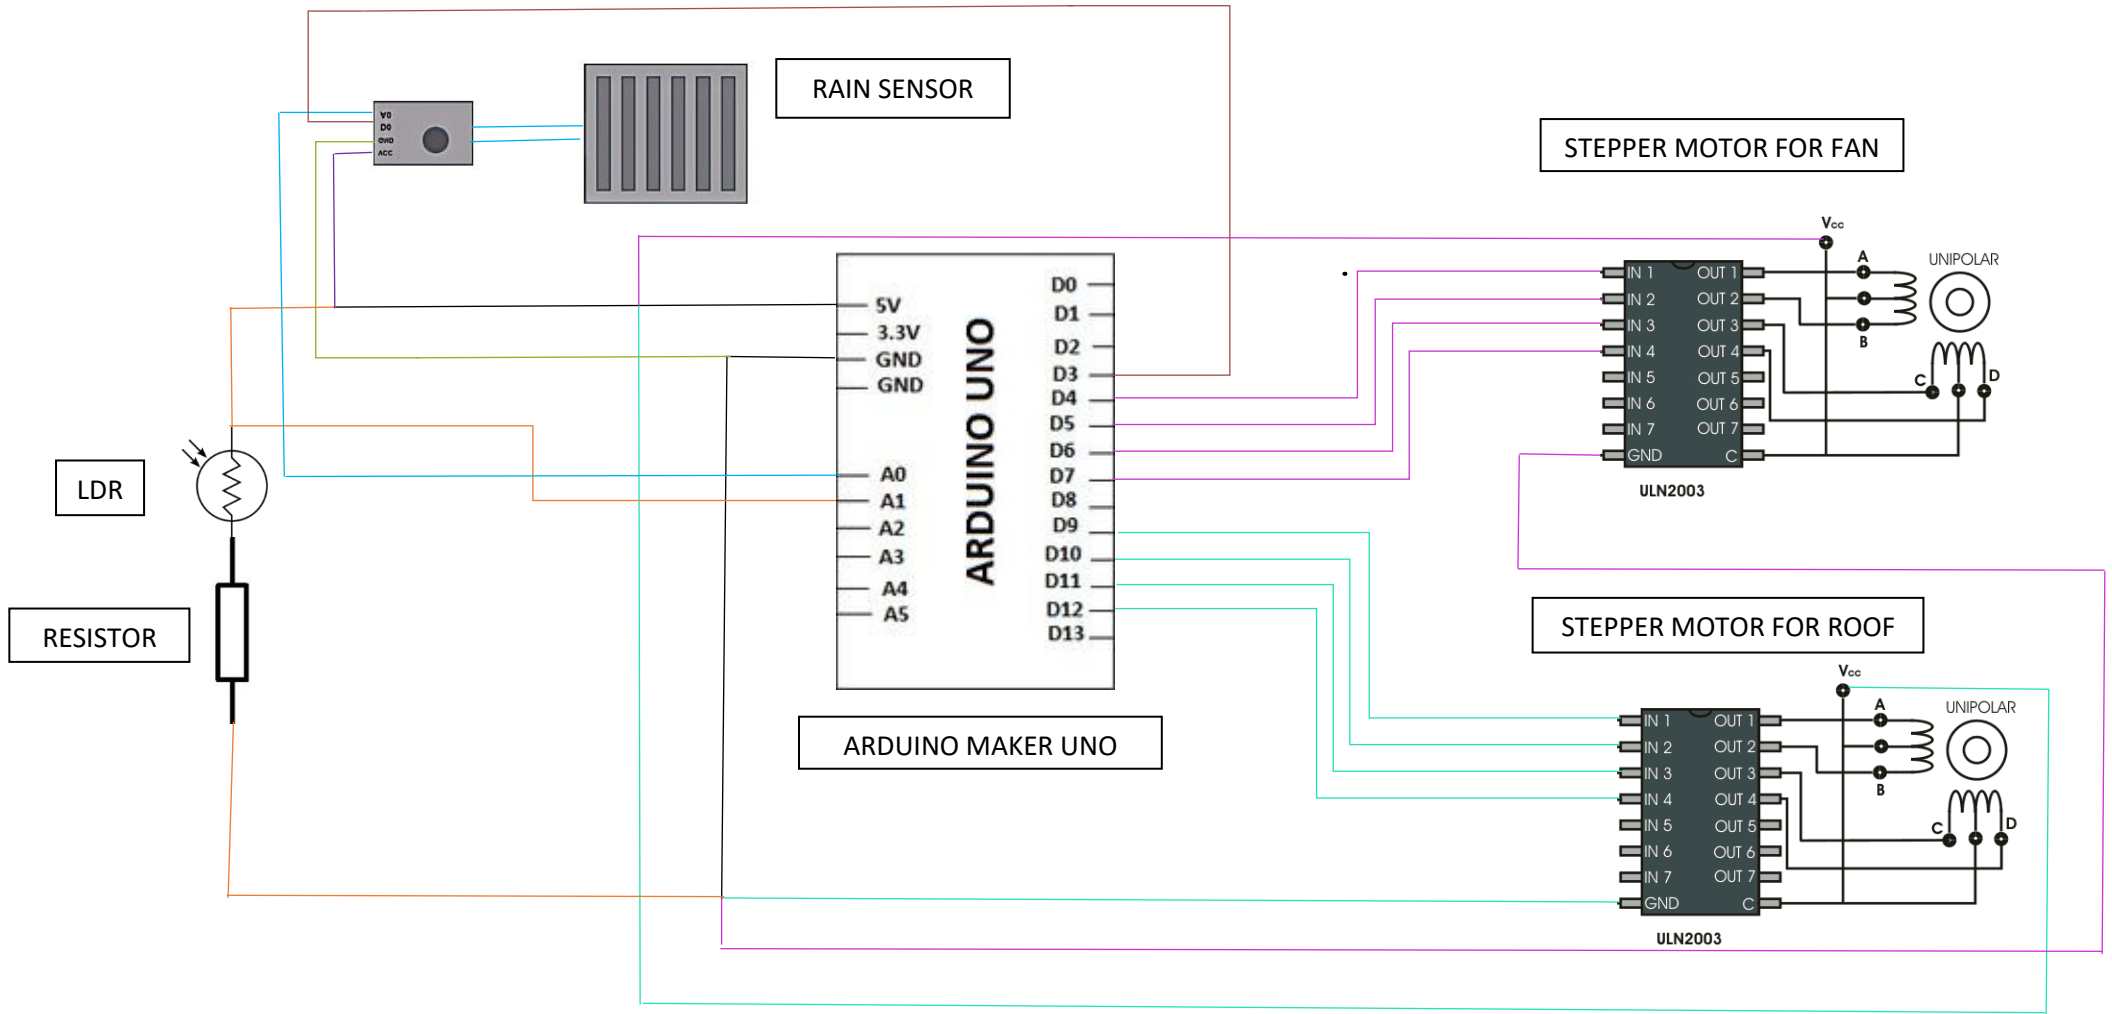 RAIN SENSOR
A0
D0
GND
VCC
STEPPER MOTOR FOR FAN
Vcc
A
UNIPOLAR
B
C
D
IN 1 OUT 1
IN 2 OUT 2
IN 3 OUT 3
IN 4 OUT 4
IN 5 OUT 5
IN 6 OUT 6
IN 7 OUT 7
GND C
ULN2003
5V
3.3V
GND
GND
A0
A1
A2
A3
A4
A5
ARDUINO UNO
D0
D1
D2
D3
D4
D5
D6
D7
D8
D9
D10
D11
D12
D13
ARDUINO MAKER UNO
LDR
RESISTOR
STEPPER MOTOR FOR ROOF
Vcc
A
UNIPOLAR
B
C
D
IN 1 OUT 1
IN 2 OUT 2
IN 3 OUT 3
IN 4 OUT 4
IN 5 OUT 5
IN 6 OUT 6
IN 7 OUT 7
GND C
ULN2003